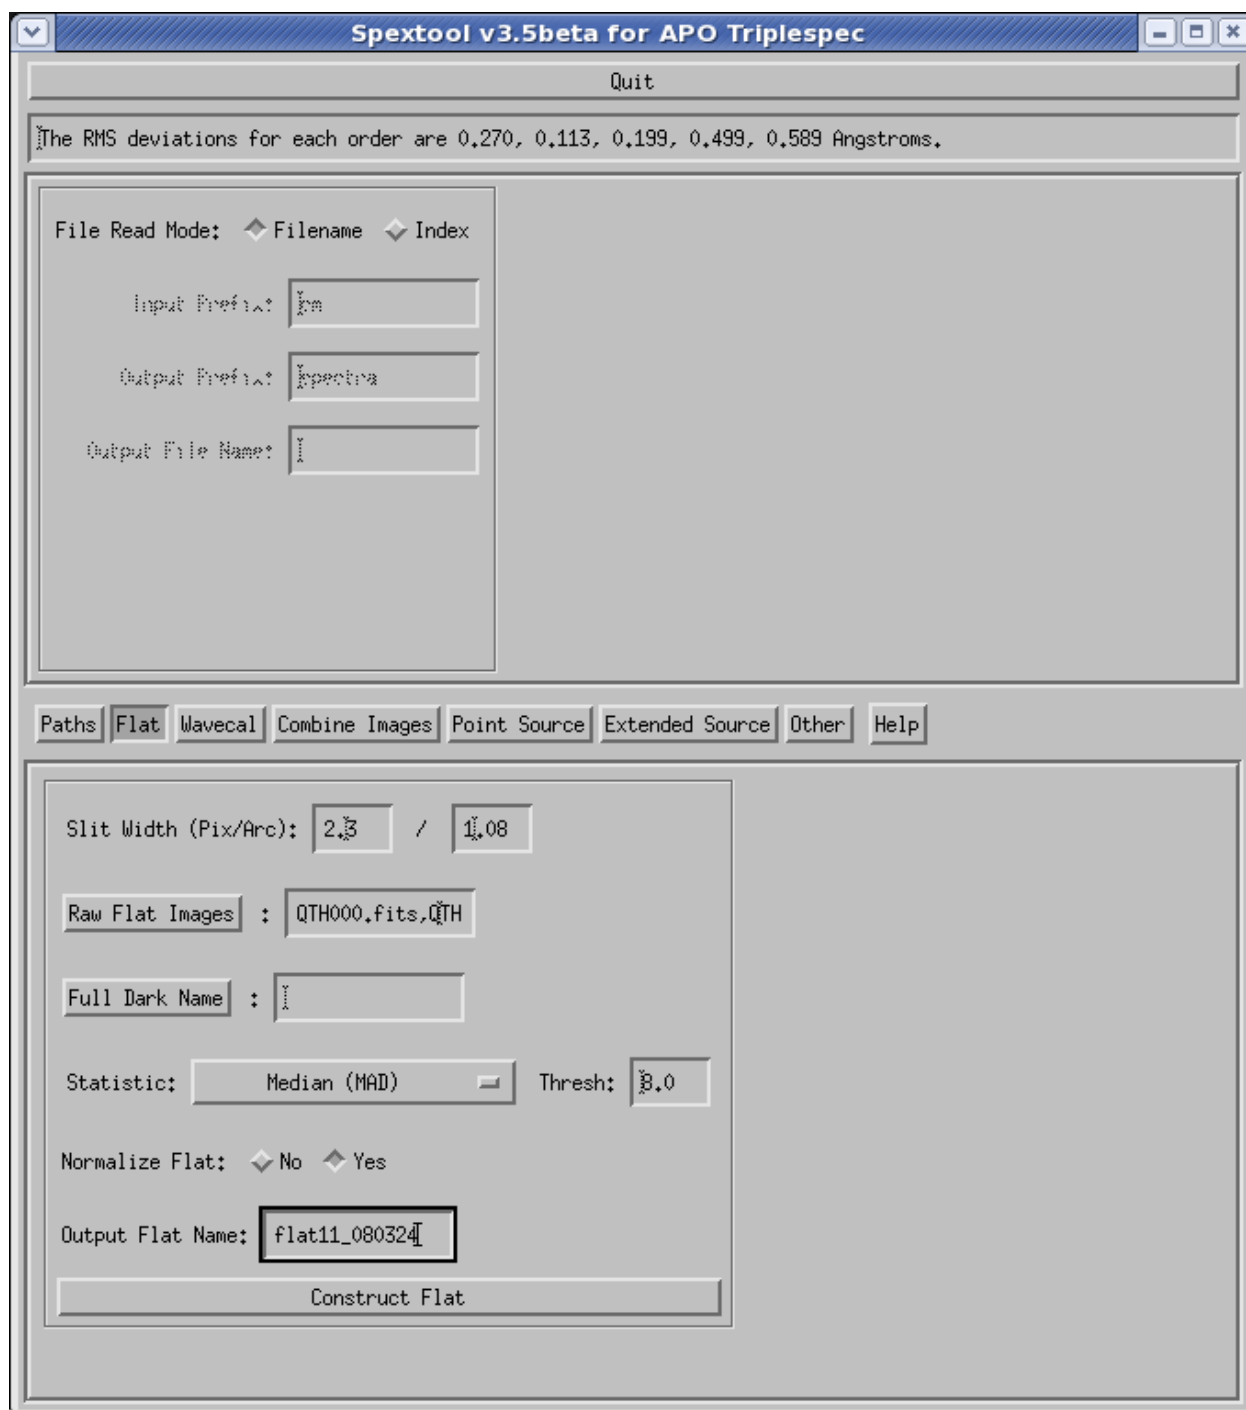 Spextool v3.5beta for APO Triplespec
Quit
The RMS deviations for each order are 0.270, 0.113, 0.199, 0.499, 0.589 Angstroms.
File Read Mode: Filename Index
Input Prefix:
Output Prefix: spectra
Output File Name:
Paths Flat Wavecal Combine Images Point Source Extended Source Other Help
Slit Width (Pix/Arc): 2.3 / 1.08
Raw Flat Images : QTH000.fits,QTH
Full Dark Name :
Statistic: Median (MAD) Thresh: 3.0
Normalize Flat: No Yes
Output Flat Name: flat11_080324
Construct Flat